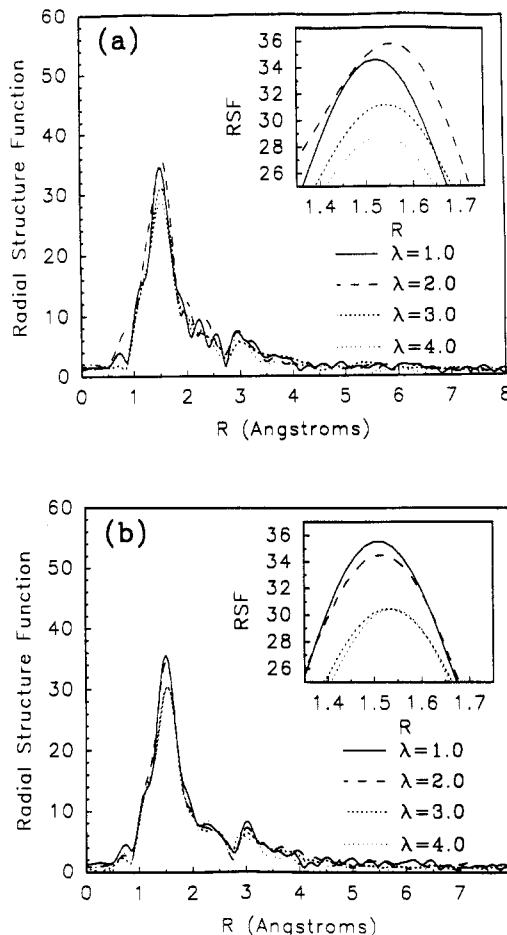 (a)
Radial Structure Function
60
50
40
30
20
10
0
0 1 2 3 4 5 6 7 8
R (Angstroms)
RSF
36
34
32
30
28
26
1.4 1.5 1.6 1.7
R
λ=1.0
λ=2.0
λ=3.0
λ=4.0
(b)
Radial Structure Function
60
50
40
30
20
10
0
0 1 2 3 4 5 6 7
R (Angstroms)
RSF
36
34
32
30
28
26
1.4 1.5 1.6 1.7
R
λ=1.0
λ=2.0
λ=3.0
λ=4.0